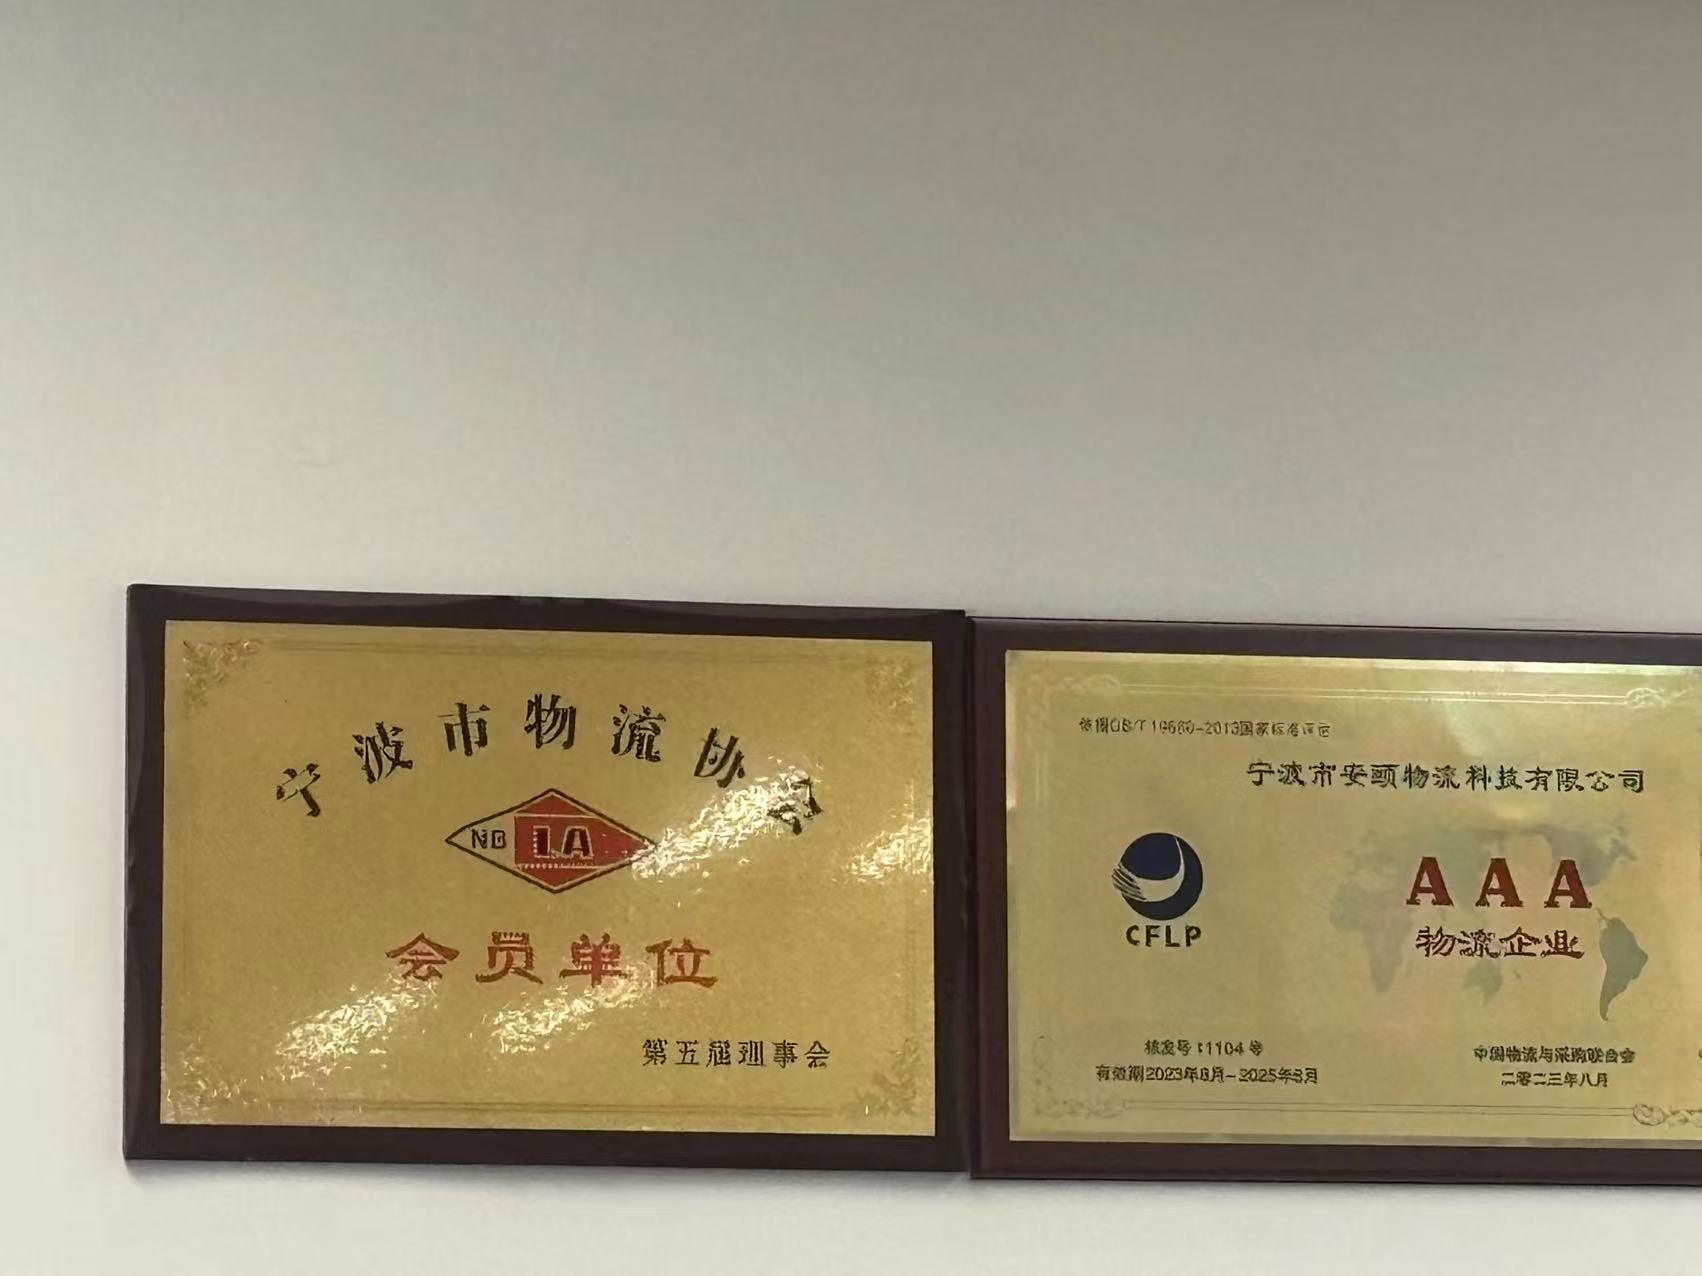 宁波市物流协会
NB LA
会员单位
第五届理事会
依据GB/T 19680-2013国家标准评估
宁波市安颐物流科技有限公司
CFLP
AAA
物流企业
核发号:1104号
有效期2023年8月-2025年8月
中国物流与采购联合会
二零二三年八月